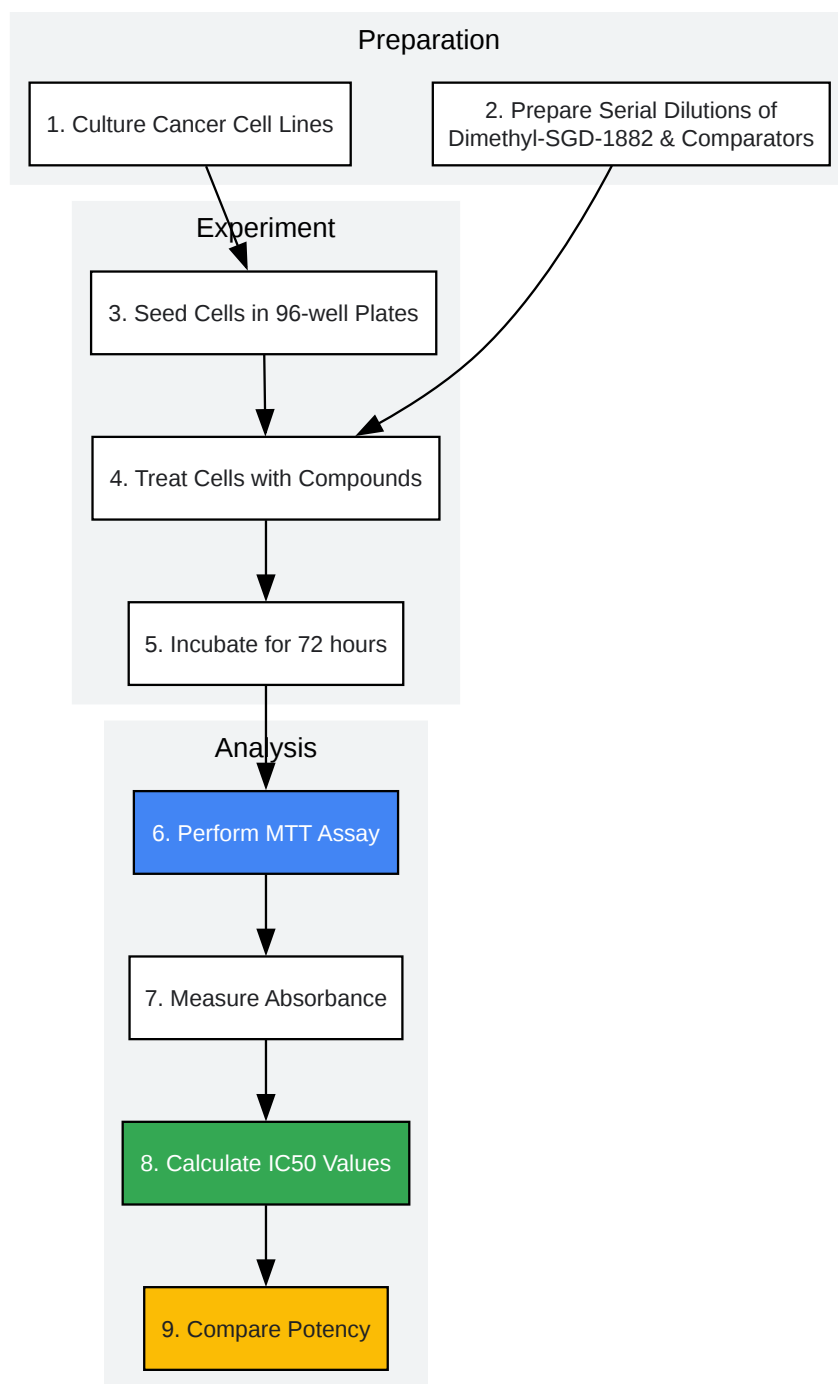 Preparation
1. Culture Cancer Cell Lines
2. Prepare Serial Dilutions of
Dimethyl-SGD-1882 & Comparators
Experiment
3. Seed Cells in 96-well Plates
4. Treat Cells with Compounds
5. Incubate for 72 hours
Analysis
6. Perform MTT Assay
7. Measure Absorbance
8. Calculate IC50 Values
9. Compare Potency